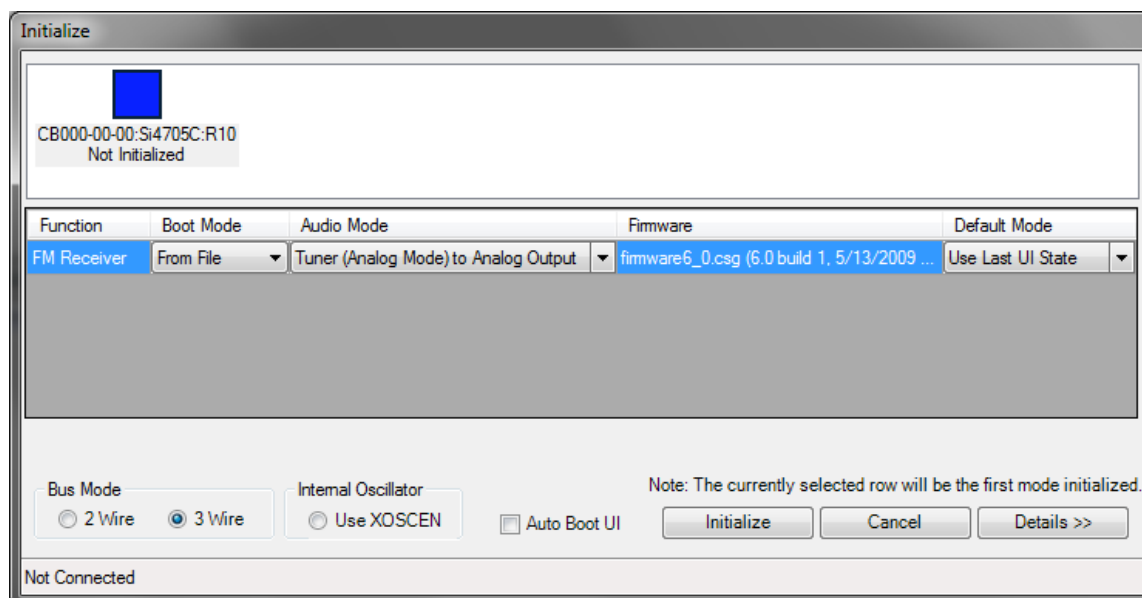 Initialize
CB000-00-00:Si4705C:R10
Not Initialized
Function Boot Mode Audio Mode Firmware Default Mode
FM Receiver From File Tuner (Analog Mode) to Analog Output firmware6_0.csg (6.0 build 1, 5/13/2009 ... Use Last UI State
Note: The currently selected row will be the first mode initialized.
Bus Mode Internal Oscillator
2 Wire 3 Wire Use XOSCEN Auto Boot UI Initialize Cancel Details >>
Not Connected